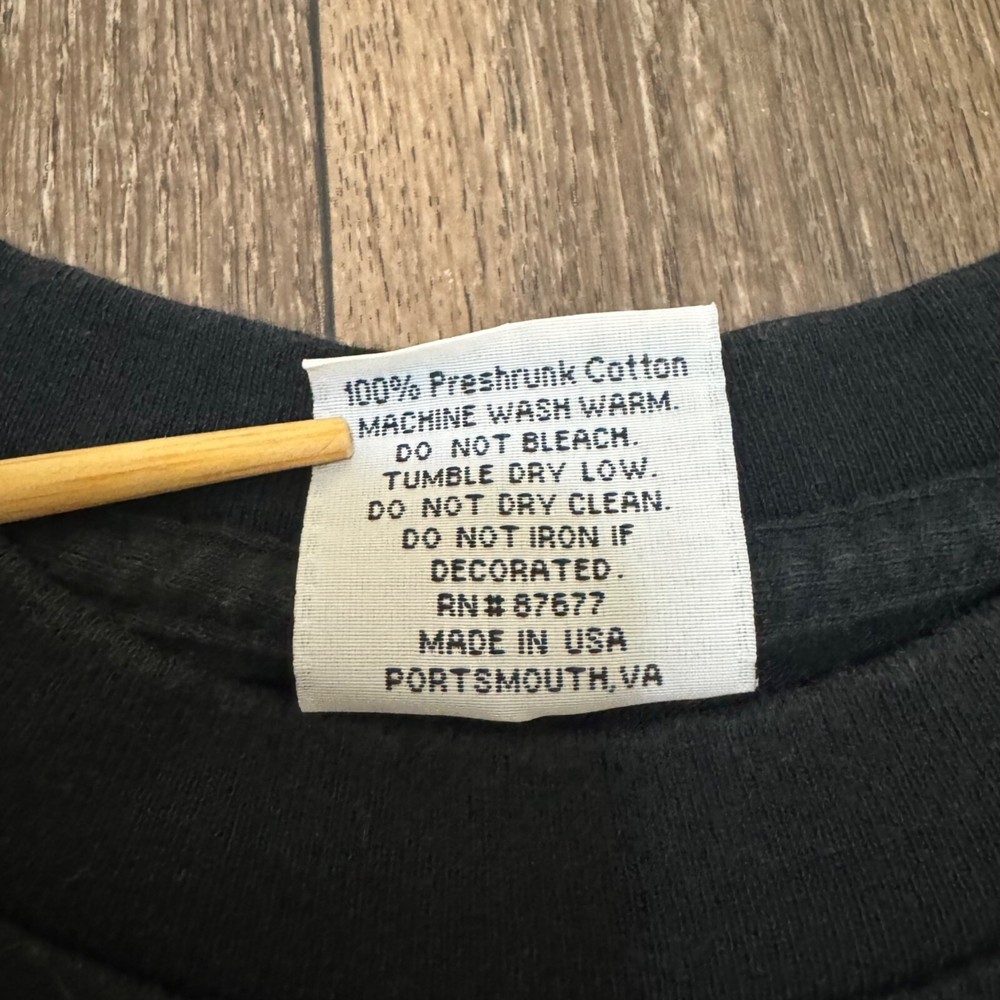 100% Preshrunk Cotton
MACHINE WASH WARM.
DO NOT BLEACH.
TUMBLE DRY LOW.
DO NOT DRY CLEAN.
DO NOT IRON IF
DECORATED.
RN# 87677
MADE IN USA
PORTSMOUTH, VA